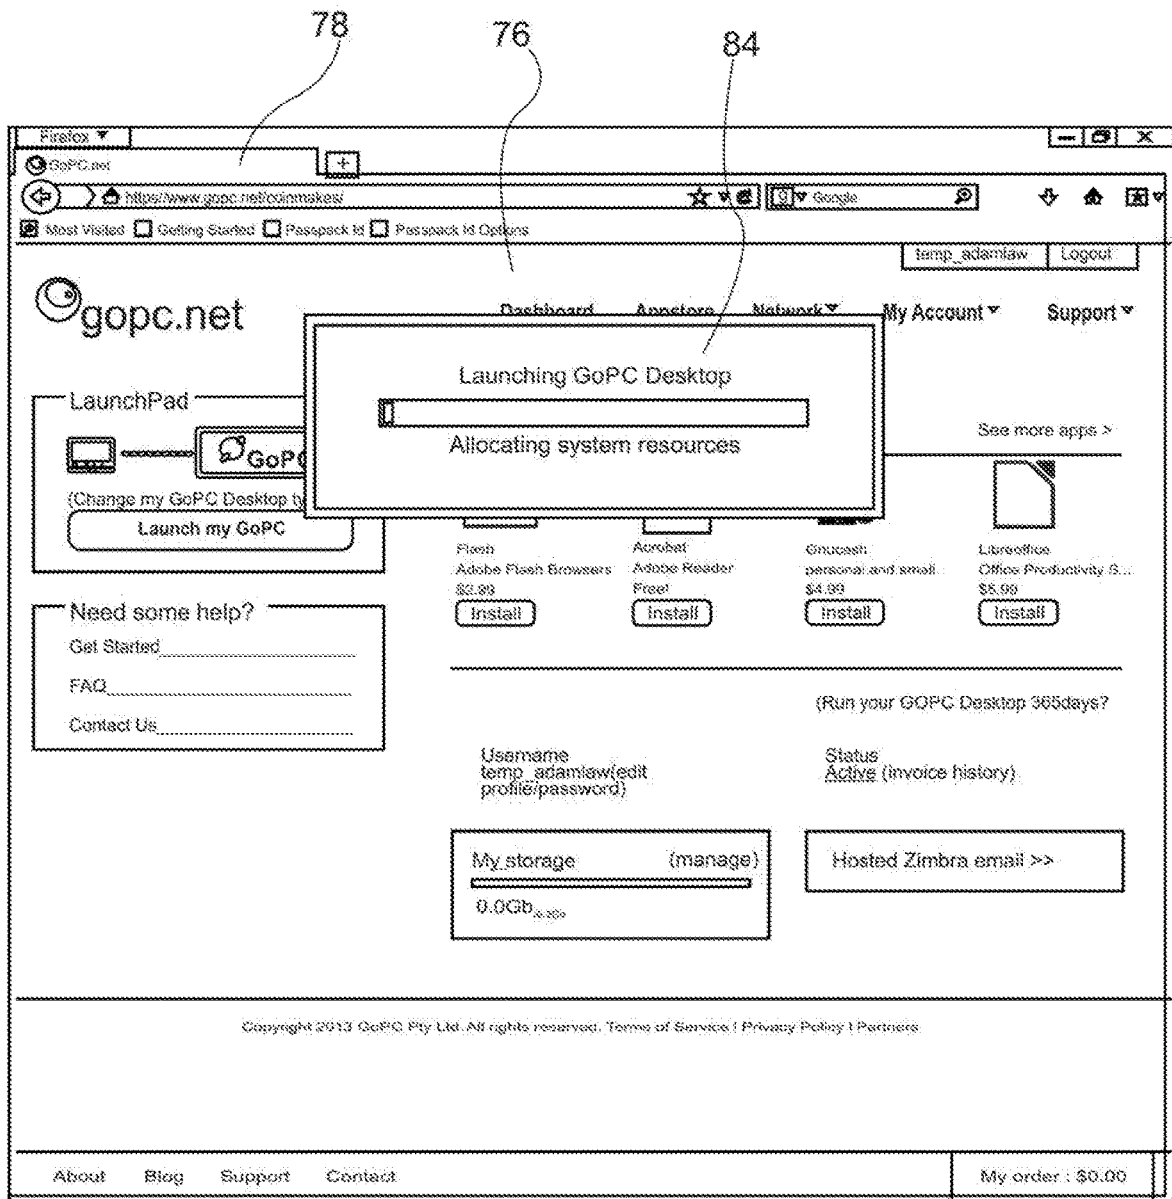 78 76 84
Firefox
GoPC.net
https//www.gopc.net/coinmakes/ Google
Most Visited Getting Started Passpack Id Passpack Id Options
temp_adamlaw Logout
gopc.net
Dashboard Appstore Network My Account Support
Launching GoPC Desktop
Allocating system resources
LaunchPad
GoPC
(Change my GoPC Desktop ty
Launch my GoPC
See more apps >
Flash Acrobat Gnucash Libreoffice
Adobe Flash Browsers Adobe Reader personal and small.. Office Productivity S...
$2.99 Free! $4.99 $5.99
Install Install Install Install
Need some help?
Get Started
FAQ
Contact Us
(Run your GOPC Desktop 365days?
Username
temp_adamlaw(edit
profile/password)
Status
Active (invoice history)
My storage (manage)
0.0Gb
Hosted Zimbra email >>
Copyright 2013 GoPC Pty Ltd. All rights reserved. Terms of Service I Privacy Policy I Partners
About Blog Support Contact My order : $0.00